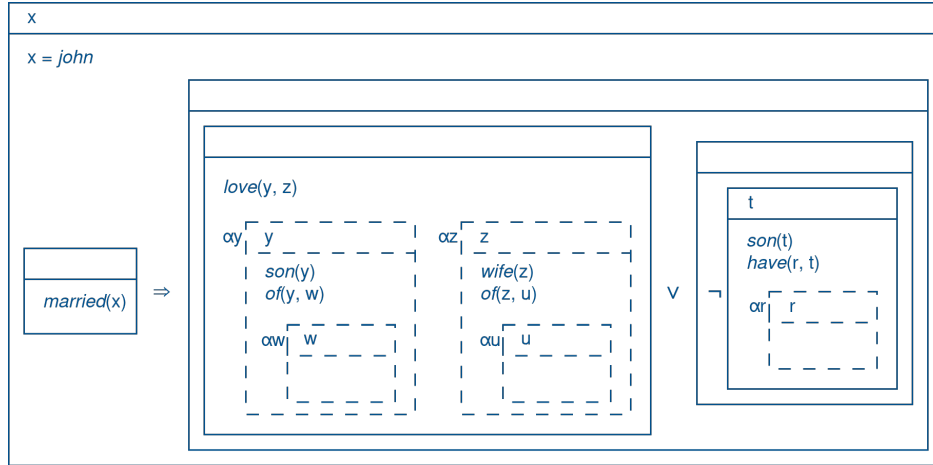 x
x = john
love(y, z)
αy y
son(y)
of(y, w)
αw w
αz z
wife(z)
of(z, u)
αu u
married(x) ⇒
∨ ¬
t
son(t)
have(r, t)
αr r